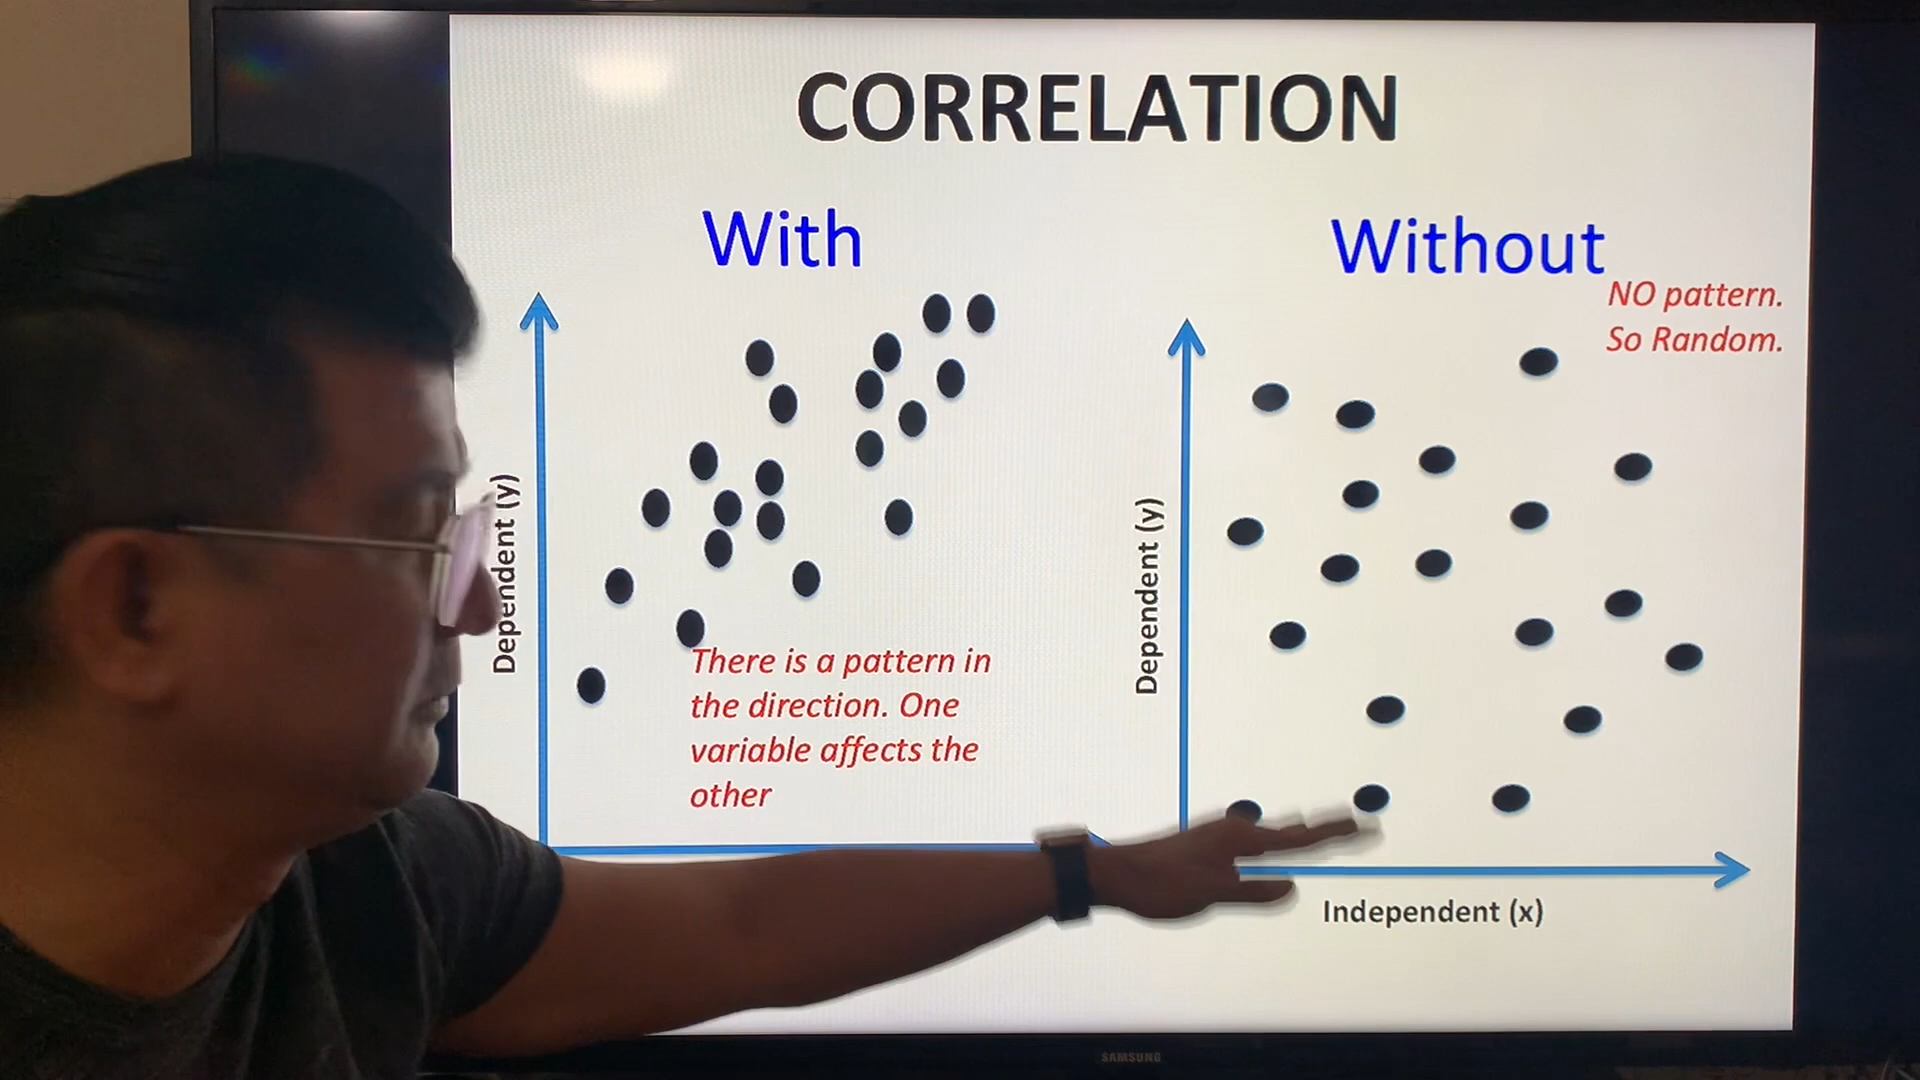 CORRELATION
With
Without
NO pattern.
So Random.
Dependent (y)
There is a pattern in
the direction. One
variable affects the
other
Dependent (y)
Independent (x)
SAMSUNG